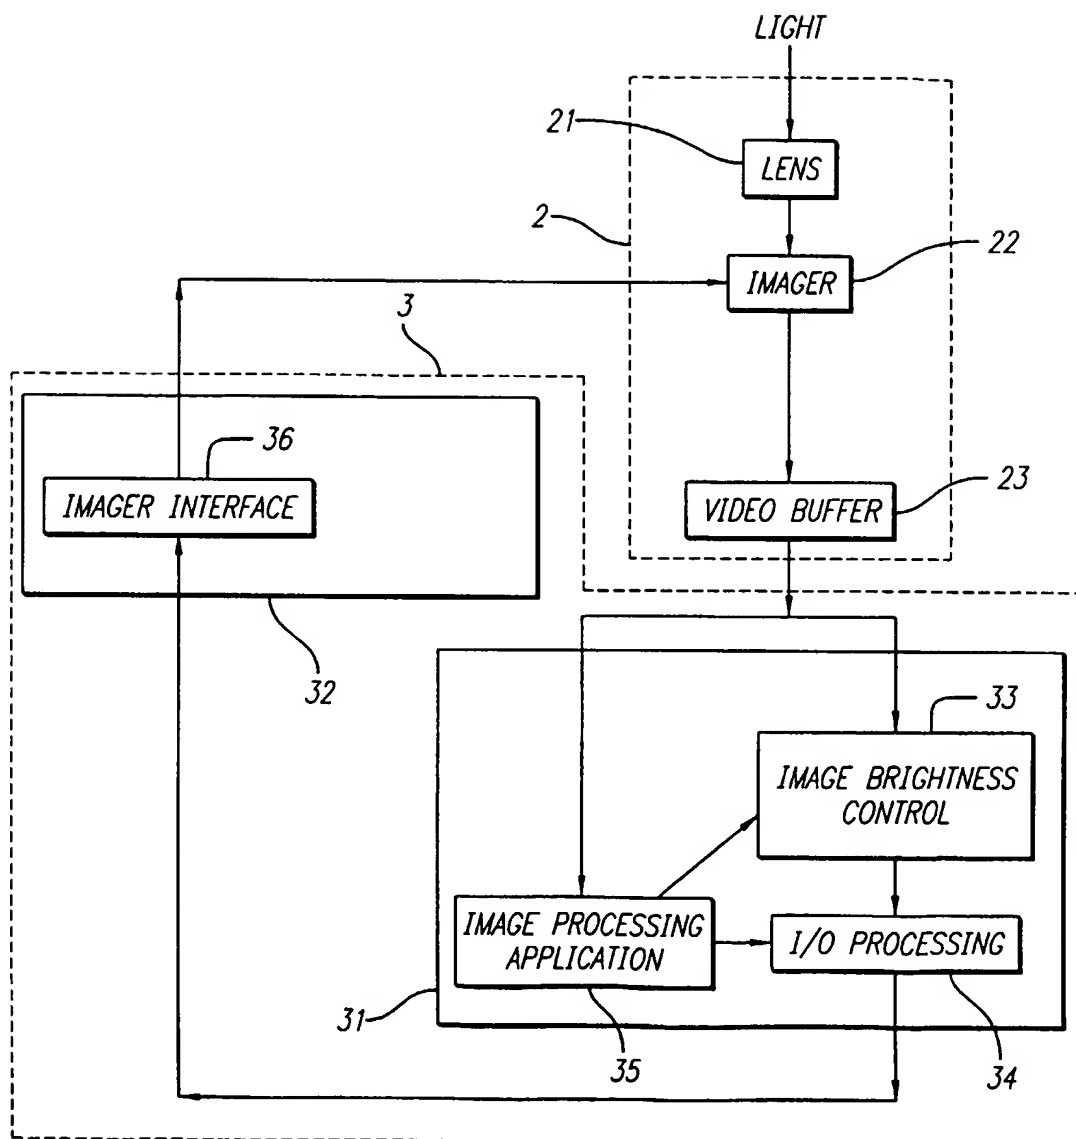 LIGHT
21
LENS
2
22
IMAGER
3
36
IMAGER INTERFACE
23
VIDEO BUFFER
32
33
IMAGE BRIGHTNESS
CONTROL
IMAGE PROCESSING
APPLICATION
I/O PROCESSING
31
35
34